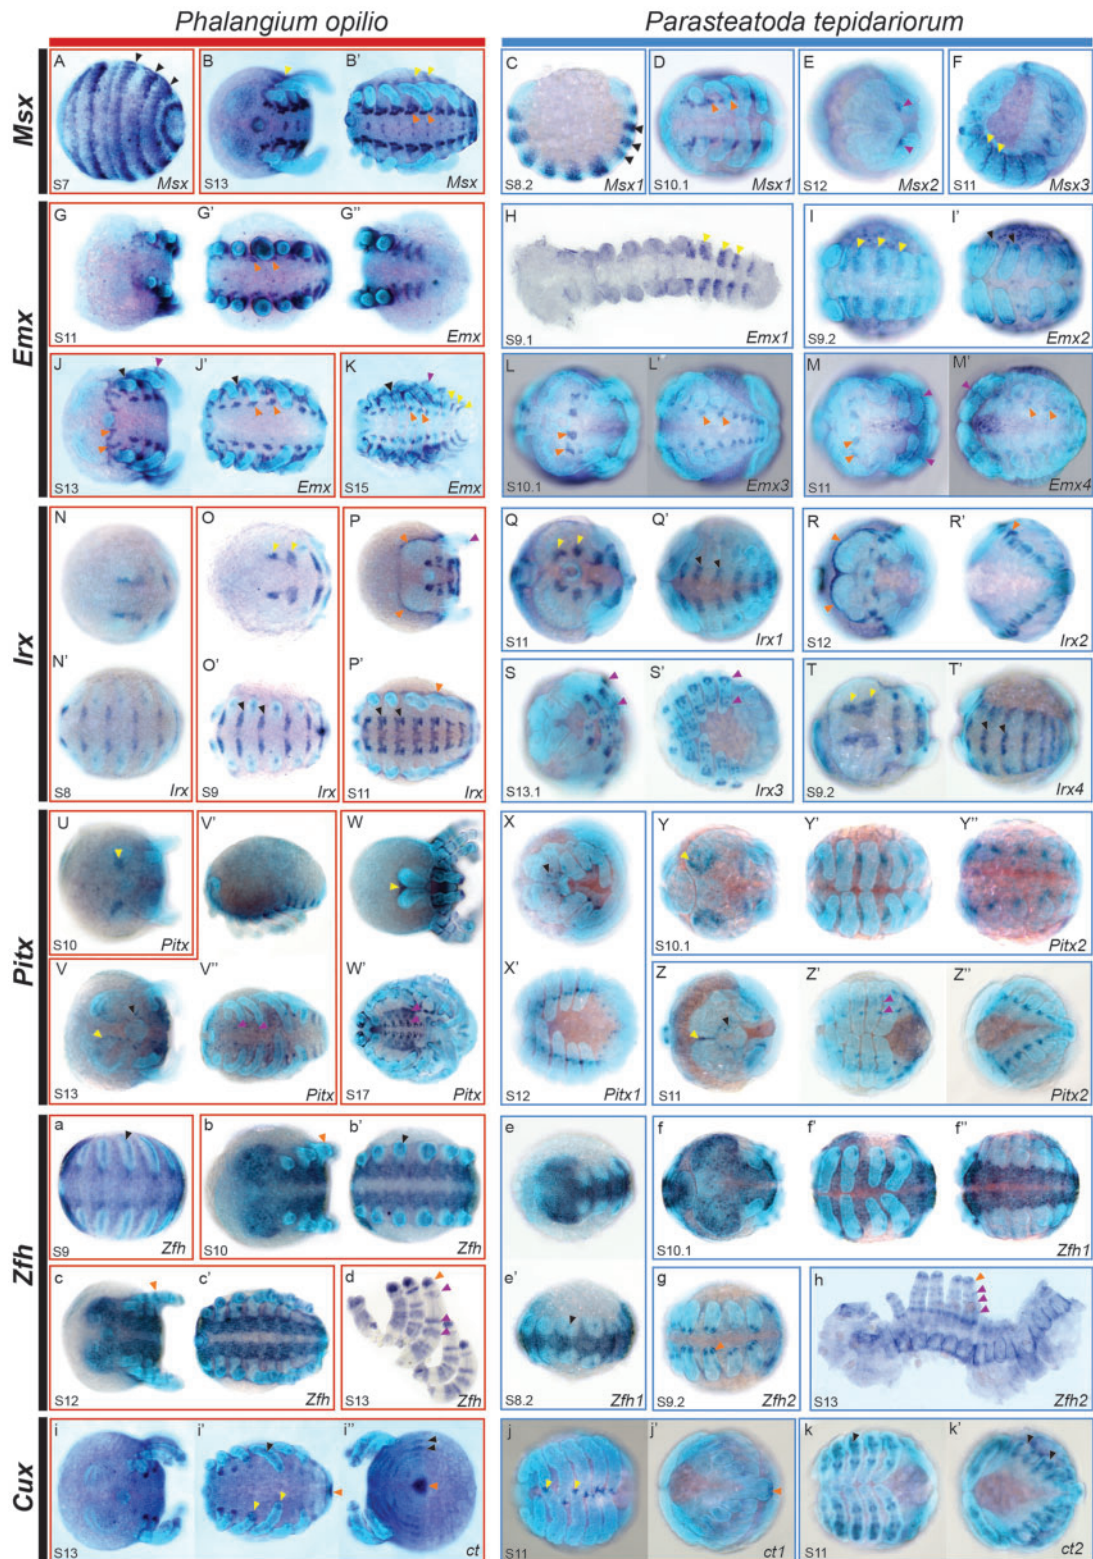 Phalangium opilio Parasteatoda tepidariorum
Msx
A B B' C D E F
S7 Msx S13 Msx S8.2 Msx1 S10.1 Msx1 S12 Msx2 S11 Msx3
Emx
G G' G'' H I I'
S11 Emx S9.1 Emx1 S9.2 Emx2
J J' K L L' M M'
S13 Emx S15 Emx S10.1 Emx3 S11 Emx4
Irx
N O P Q Q' R R'
S11 Irx1 S12 Irx2
N' O' P' S S' T T'
S8 Irx S9 Irx S11 Irx S13.1 Irx3 S9.2 Irx4
Pitx
U V' W X Y Y' Y''
S10 Pitx S10.1 Pitx2
V V'' W' X' Z Z' Z''
S13 Pitx S17 Pitx S12 Pitx1 S11 Pitx2
Zfh
a b b' e f f' f''
S9 Zfh S10 Zfh S10.1 Zfh1
c c' d e' g h
S12 Zfh S13 Zfh S8.2 Zfh1 S9.2 Zfh2 S13 Zfh2
Cux
i i' i'' j j' k k'
S13 ct S11 ct1 S11 ct2